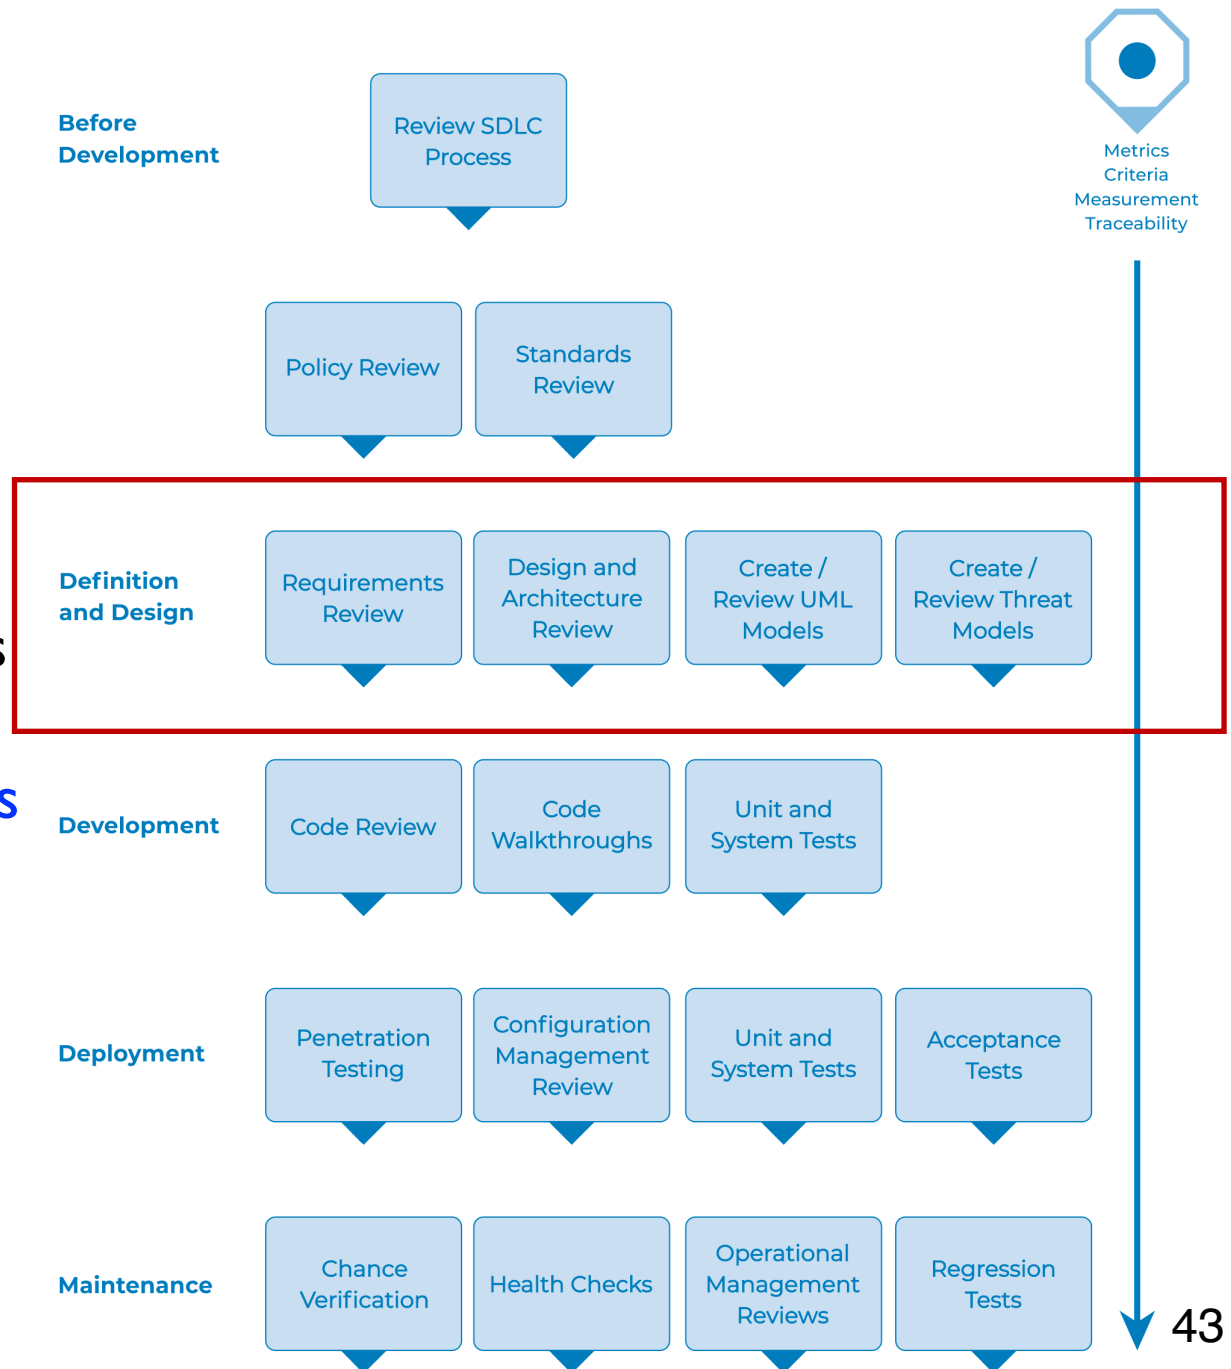 Before
Development
Review SDLC
Process
Metrics
Criteria
Measurement
Traceability
Policy Review
Standards
Review
Definition
and Design
Requirements
Review
Design and
Architecture
Review
Create /
Review UML
Models
Create /
Review Threat
Models
s
s
Development
Code Review
Code
Walkthroughs
Unit and
System Tests
Deployment
Penetration
Testing
Configuration
Management
Review
Unit and
System Tests
Acceptance
Tests
Maintenance
Chance
Verification
Health Checks
Operational
Management
Reviews
Regression
Tests
43